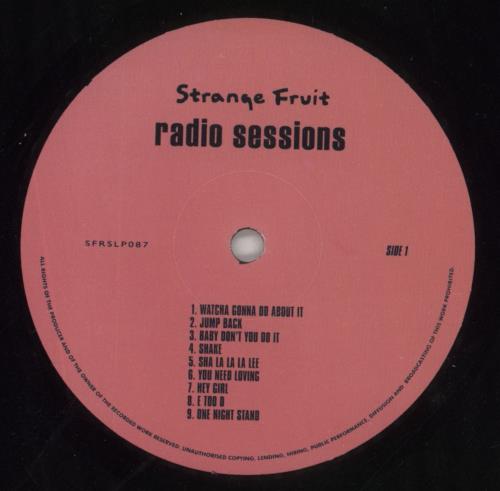 Strange Fruit
radio sessions
SFRSLP087
SIDE 1
1. WATCHA GONNA DO ABOUT IT
2. JUMP BACK
3. BABY DON'T YOU DO IT
4. SHAKE
5. SHA LA LA LA LEE
6. YOU NEED LOVING
7. HEY GIRL
8. E TOO D
9. ONE NIGHT STAND
ALL RIGHTS OF THE PRODUCER AND OF THE OWNER OF THE RECORDED WORK RESERVED. UNAUTHORISED COPYING, LENDING, HIRING, PUBLIC PERFORMANCE, DIFFUSION AND BROADCASTING OF THIS WORK PROHIBITED.